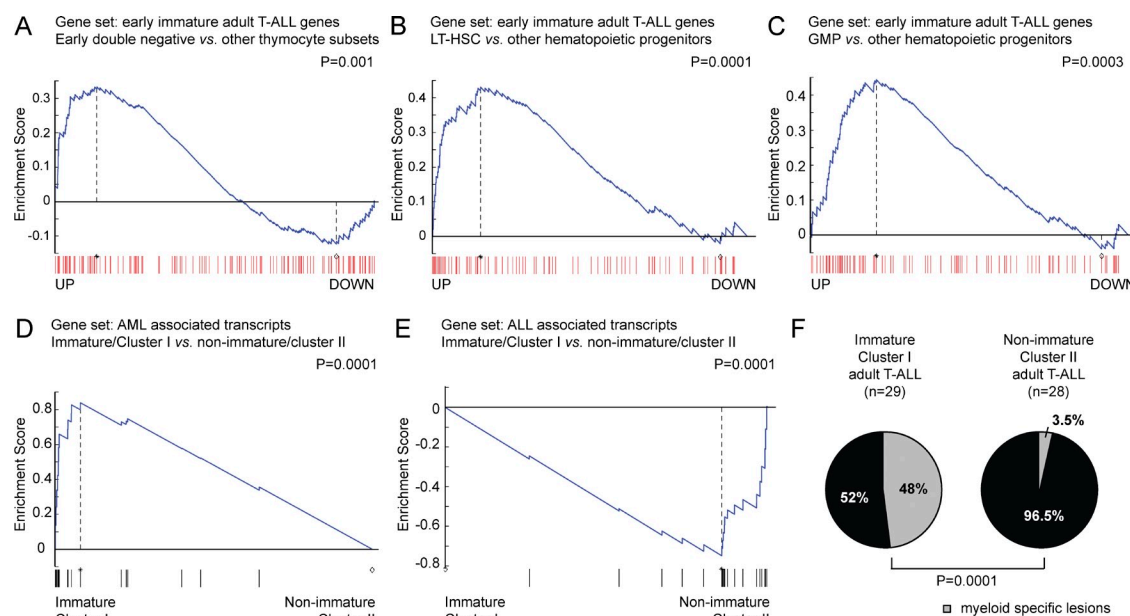 A
Gene set: early immature adult T-ALL genes
Early double negative vs. other thymocyte subsets
P=0.001
Enrichment Score
0.3
0.2
0.1
0
-0.1
UP
DOWN
B
Gene set: early immature adult T-ALL genes
LT-HSC vs. other hematopoietic progenitors
P=0.0001
Enrichment Score
0.4
0.3
0.2
0.1
0
UP
DOWN
C
Gene set: early immature adult T-ALL genes
GMP vs. other hematopoietic progenitors
P=0.0003
Enrichment Score
0.4
0.3
0.2
0.1
0
UP
DOWN
D
Gene set: AML associated transcripts
Immature/Cluster I vs. non-immature/cluster II
P=0.0001
Enrichment Score
0.8
0.6
0.4
0.2
0
Immature
Non-immature
E
Gene set: ALL associated transcripts
Immature/Cluster I vs. non-immature/cluster II
P=0.0001
Enrichment Score
0
-0.2
-0.4
-0.6
-0.8
Immature
Non-immature
F
Immature
Cluster I
adult T-ALL
(n=29)
52%
48%
Non-immature
Cluster II
adult T-ALL
(n=28)
3.5%
96.5%
P=0.0001
myeloid specific lesions